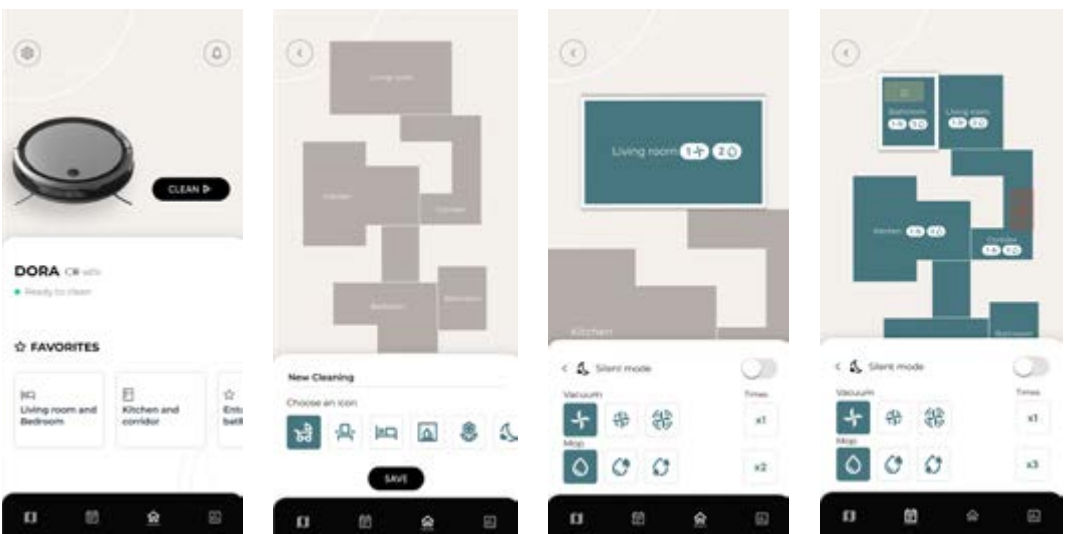 CLEAN
DORA
Ready to clean
FAVORITES
Living room and
Bedroom
Kitchen and
corridor
Living room
Kitchen
Bedroom
New Cleaning
Choose an icon
SAVE
Living room 1 2
Kitchen
Silent mode
Vacuum
Times
x1
Mop
x2
Bathroom
Living room
Kitchen
Corridor
Bathroom
Silent mode
Vacuum
Times
x1
Mop
x3